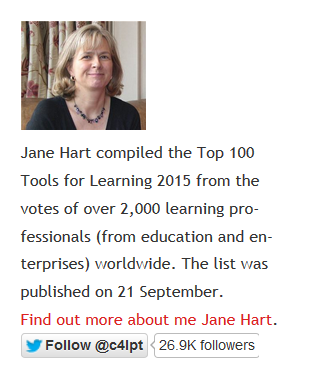 Jane Hart compiled the Top 100
Tools for Learning 2015 from the
votes of over 2,000 learning pro-
fessionals (from education and en-
terprises) worldwide. The list was
published on 21 September.
Find out more about me Jane Hart.
Follow @c4lpt 26.9K followers